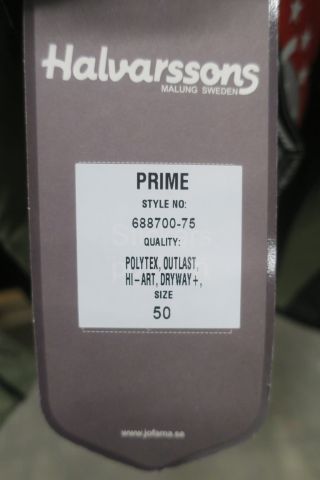 Halvarssons
MALUNG SWEDEN
PRIME
STYLE NO:
688700-75
QUALITY:
POLYTEX, OUTLAST,
HI-ART, DRYWAY+,
SIZE
50
www.jofama.se